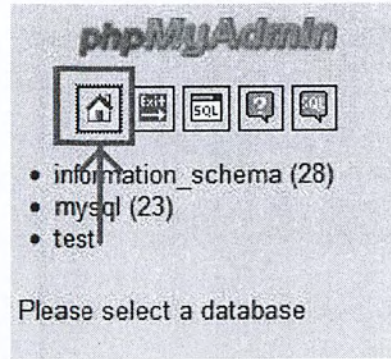 phpMyAdmin
Exit SQL ? SQL
• information_schema (28)
• mysql (23)
• test
Please select a database